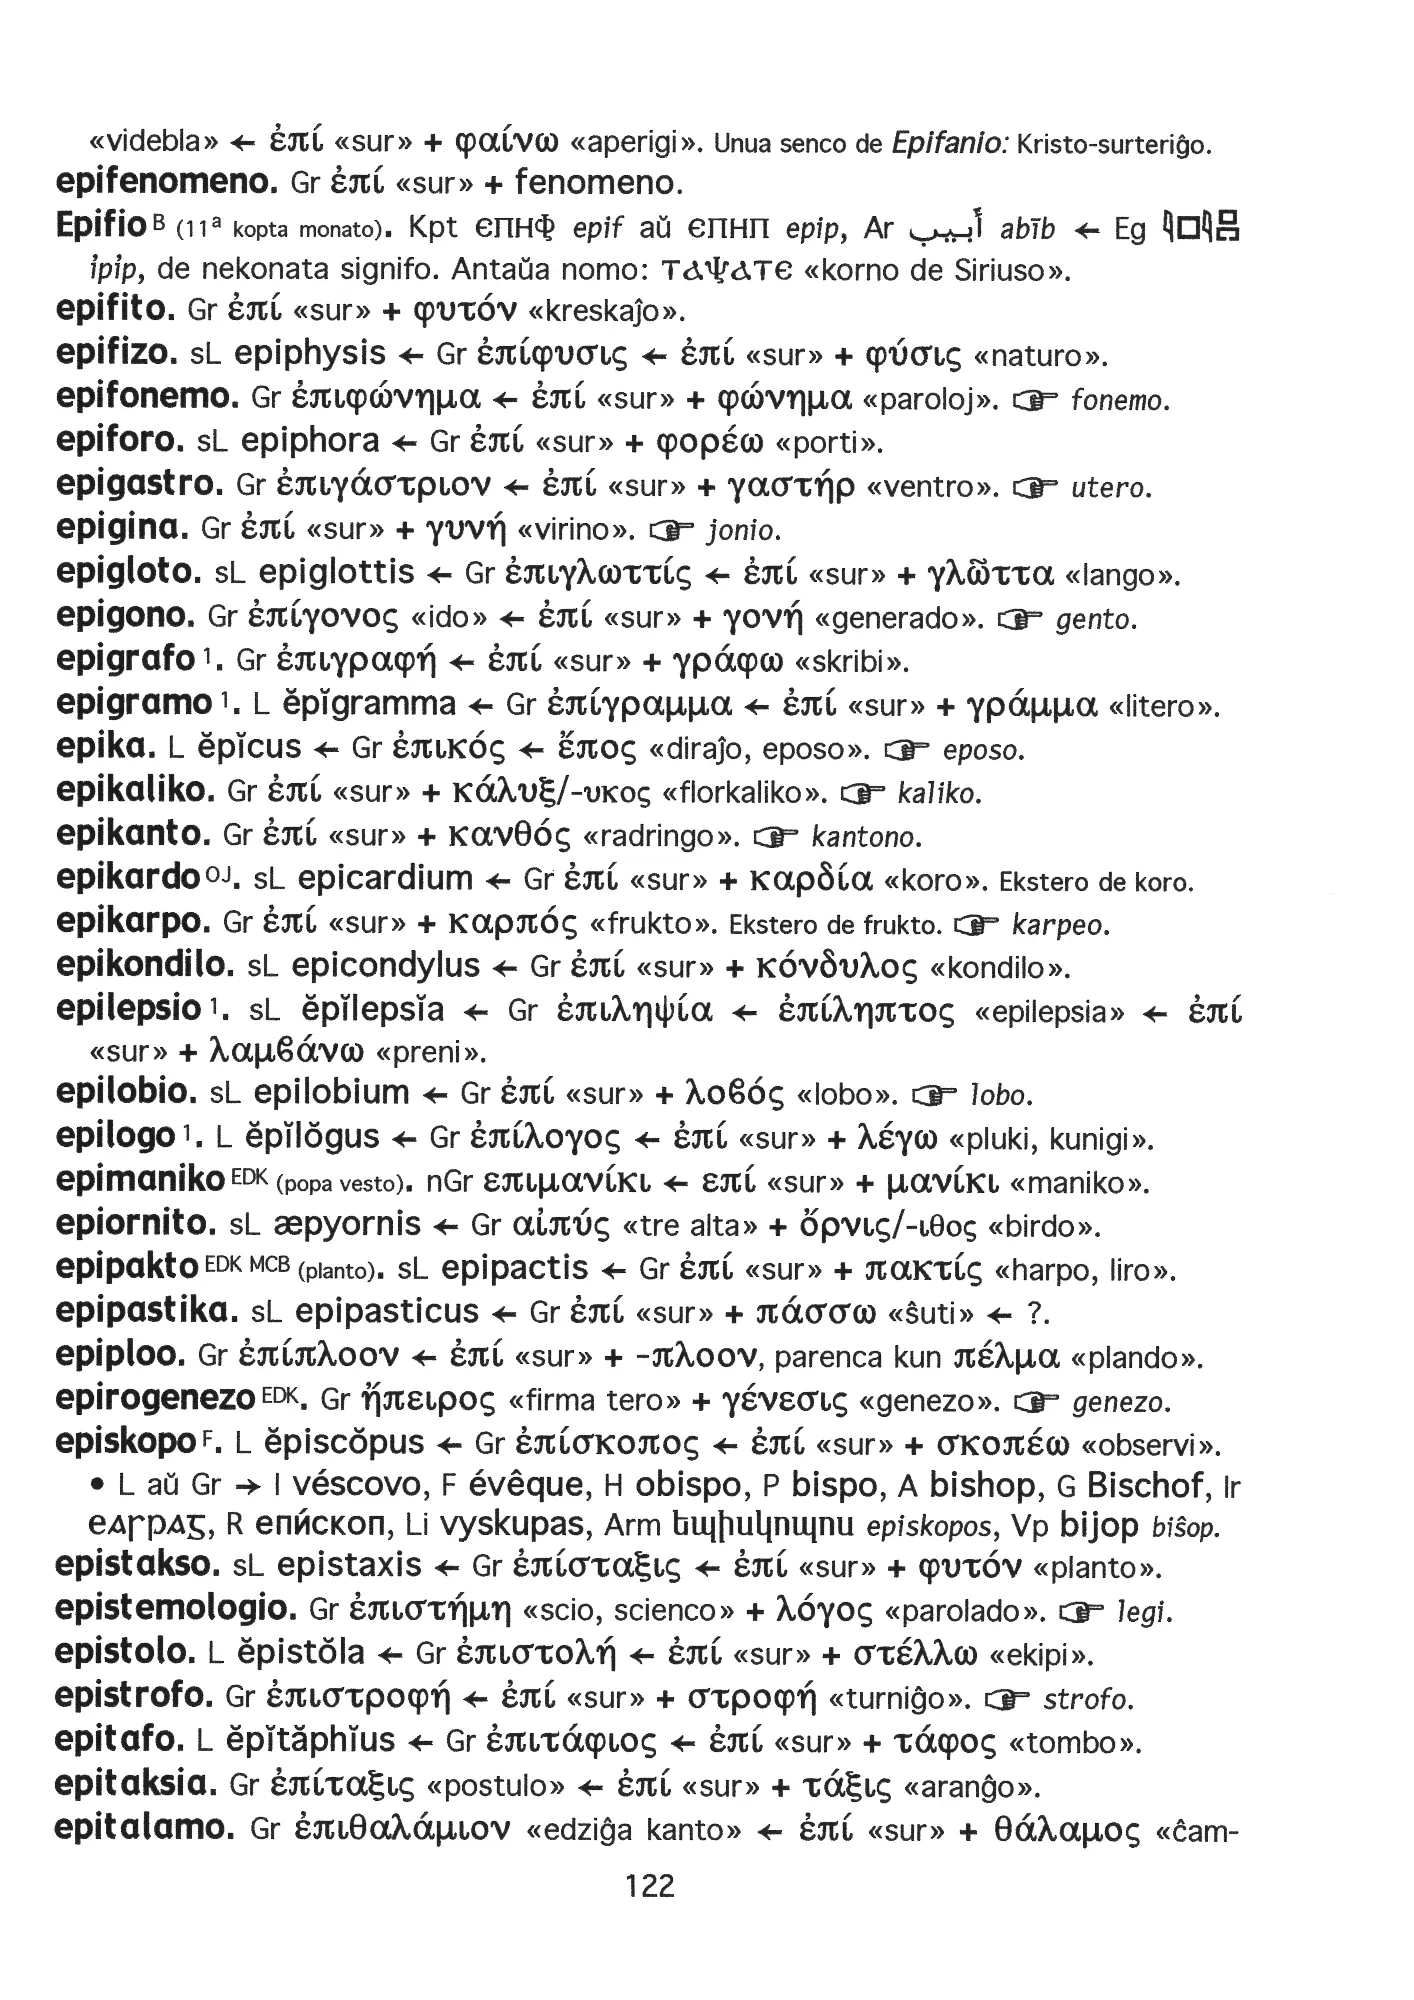 «videbla» ← ἐπί «sur» + φαίνω «aperigi». Unua senco de Epifanio: Kristo-surteriĝo.
epifenomeno. Gr ἐπί «sur» + fenomeno.
Epifio B (11a kopta monato). Kpt ⲉⲡⲏⲫ epif aŭ ⲉⲡⲏⲡ epip, Ar أَبيب abīb ← Eg
i̓pi̓p, de nekonata signifo. Antaŭa nomo: ⲧⲁⲯⲁⲧⲉ «korno de Siriuso».
epifito. Gr ἐπί «sur» + φυτόν «kreskaĵo».
epifizo. sL epiphysis ← Gr ἐπίφυσις ← ἐπί «sur» + φύσις «naturo».
epifonemo. Gr ἐπιφώνημα ← ἐπί «sur» + φώνημα «paroloj». ☞ fonemo.
epiforo. sL epiphora ← Gr ἐπί «sur» + φορέω «porti».
epigastro. Gr ἐπιγάστριον ← ἐπί «sur» + γαστήρ «ventro». ☞ utero.
epigina. Gr ἐπί «sur» + γυνή «virino». ☞ jonio.
epigloto. sL epiglottis ← Gr ἐπιγλωττίς ← ἐπί «sur» + γλῶττα «lango».
epigono. Gr ἐπίγονος «ido» ← ἐπί «sur» + γονή «generado». ☞ gento.
epigrafo 1. Gr ἐπιγραφή ← ἐπί «sur» + γράφω «skribi».
epigramo 1. L ĕpĭgramma ← Gr ἐπίγραμμα ← ἐπί «sur» + γράμμα «litero».
epika. L ĕpĭcus ← Gr ἐπικός ← ἔπος «diraĵo, eposo». ☞ eposo.
epikaliko. Gr ἐπί «sur» + κάλυξ/-υκος «florkaliko». ☞ kaliko.
epikanto. Gr ἐπί «sur» + κανθός «radringo». ☞ kantono.
epikardo OJ. sL epicardium ← Gr ἐπί «sur» + καρδία «koro». Ekstero de koro.
epikarpo. Gr ἐπί «sur» + καρπός «frukto». Ekstero de frukto. ☞ karpeo.
epikondilo. sL epicondylus ← Gr ἐπί «sur» + κόνδυλος «kondilo».
epilepsio 1. sL ĕpĭlepsĭa ← Gr ἐπιληψία ← ἐπίληπτος «epilepsia» ← ἐπί
«sur» + λαμϐάνω «preni».
epilobio. sL epilobium ← Gr ἐπί «sur» + λοϐός «lobo». ☞ lobo.
epilogo 1. L ĕpĭlŏgus ← Gr ἐπίλογος ← ἐπί «sur» + λέγω «pluki, kunigi».
epimaniko EDK (popa vesto). nGr επιμανίκι ← επί «sur» + μανίκι «maniko».
epiornito. sL æpyornis ← Gr αἰπύς «tre alta» + ὄρνις/-ιθος «birdo».
epipakto EDK MCB (planto). sL epipactis ← Gr ἐπί «sur» + πακτίς «harpo, liro».
epipastika. sL epipasticus ← Gr ἐπί «sur» + πάσσω «ŝuti» ← ?.
epiploo. Gr ἐπίπλοον ← ἐπί «sur» + -πλοον, parenca kun πέλμα «plando».
epirogenezo EDK. Gr ἤπειρος «firma tero» + γένεσις «genezo». ☞ genezo.
episkopo F. L ĕpiscŏpus ← Gr ἐπίσκοπος ← ἐπί «sur» + σκοπέω «observi».
• L aŭ Gr → I véscovo, F évêque, H obispo, P bispo, A bishop, G Bischof, Ir
eaɼpaꞅ, R епи́скоп, Li vyskupas, Arm եպիսկոպոս episkopos, Vp bijop biŝop.
epistakso. sL epistaxis ← Gr ἐπίσταξις ← ἐπί «sur» + φυτόν «planto».
epistemologio. Gr ἐπιστήμη «scio, scienco» + λόγος «parolado». ☞ legi.
epistolo. L ĕpistŏla ← Gr ἐπιστολή ← ἐπί «sur» + στέλλω «ekipi».
epistrofo. Gr ἐπιστροφή ← ἐπί «sur» + στροφή «turniĝo». ☞ strofo.
epitafo. L ĕpĭtăphĭus ← Gr ἐπιτάφιος ← ἐπί «sur» + τάφος «tombo».
epitaksia. Gr ἐπίταξις «postulo» ← ἐπί «sur» + τάξις «aranĝo».
epitalamo. Gr ἐπιθαλάμιον «edziĝa kanto» ← ἐπί «sur» + θάλαμος «ĉam-
122